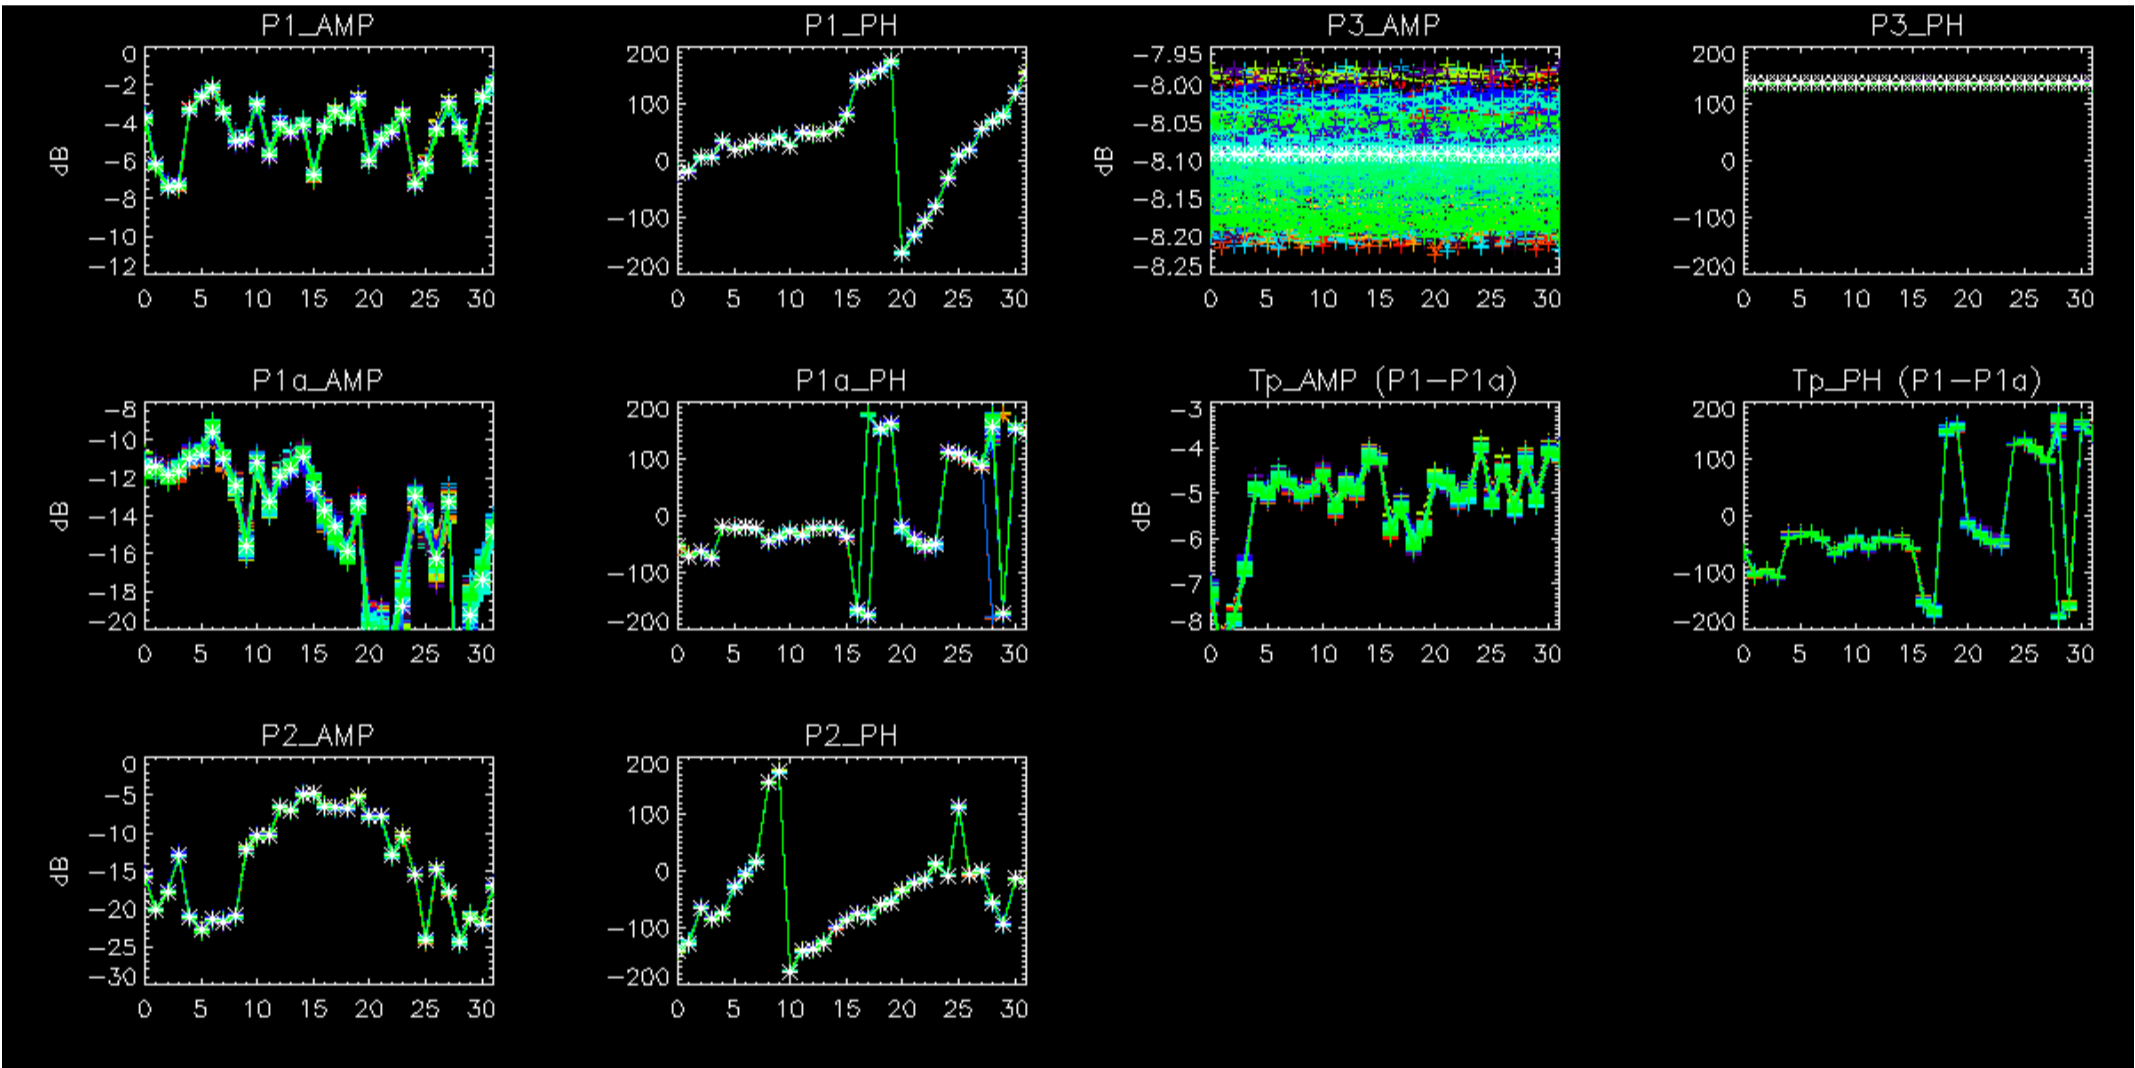 P1_AMP
0
−2
−4
−6
−8
−10
−12
dB
0 5 10 15 20 25 30
P1_PH
200
100
0
−100
−200
0 5 10 15 20 25 30
P3_AMP
−7.95
−8.00
−8.05
−8.10
−8.15
−8.20
−8.25
dB
0 5 10 15 20 25 30
P3_PH
200
100
0
−100
−200
0 5 10 15 20 25 30
P1a_AMP
−8
−10
−12
−14
−16
−18
−20
dB
0 5 10 15 20 25 30
P1a_PH
200
100
0
−100
−200
0 5 10 15 20 25 30
Tp_AMP (P1−P1a)
−3
−4
−5
−6
−7
−8
dB
0 5 10 15 20 25 30
Tp_PH (P1−P1a)
200
100
0
−100
−200
0 5 10 15 20 25 30
P2_AMP
0
−5
−10
−15
−20
−25
−30
dB
0 5 10 15 20 25 30
P2_PH
200
100
0
−100
−200
0 5 10 15 20 25 30